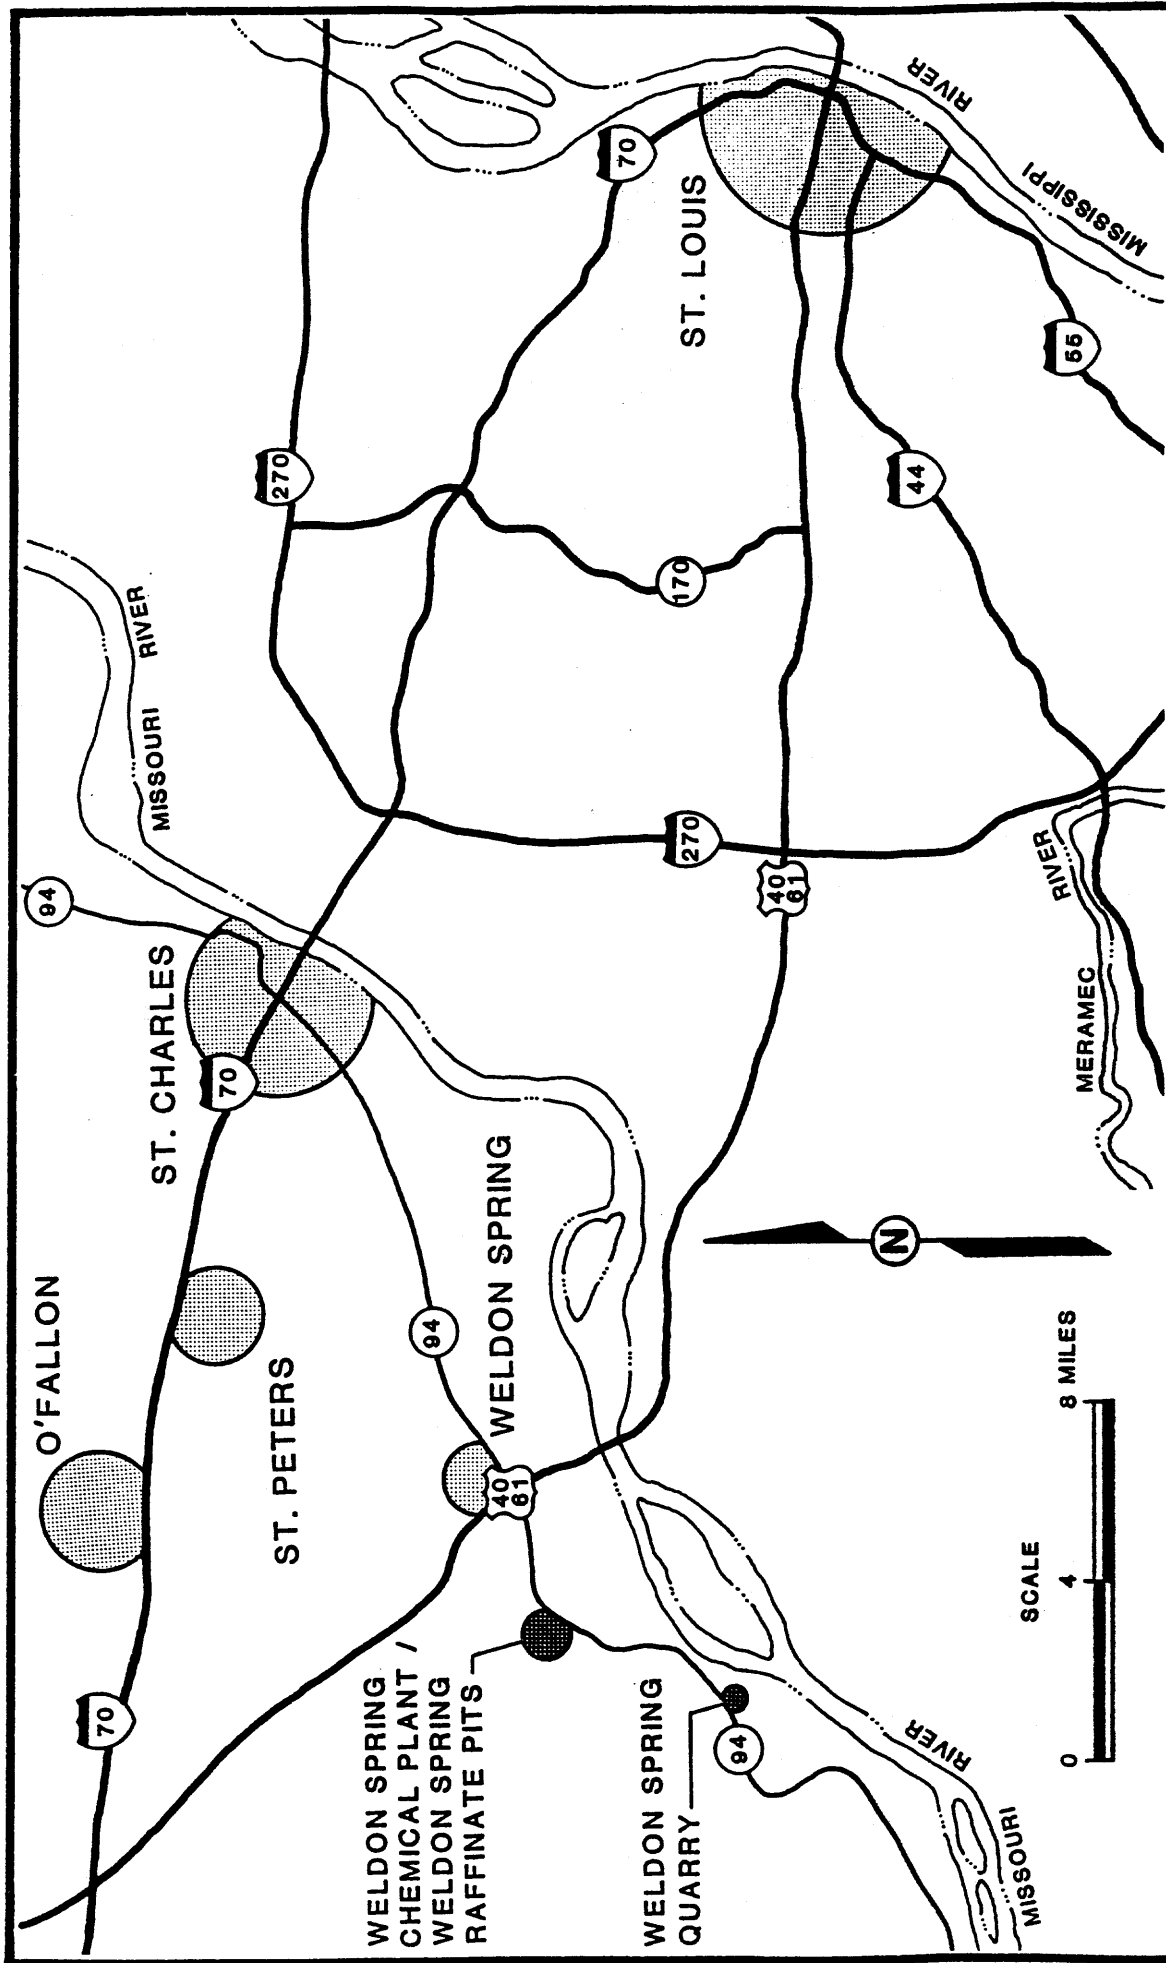 O'FALLON
ST. PETERS
ST. CHARLES
WELDON SPRING
ST. LOUIS
WELDON SPRING
CHEMICAL PLANT /
WELDON SPRING
RAFFINATE PITS
WELDON SPRING
QUARRY
MISSOURI RIVER
MISSOURI RIVER
MISSISSIPPI RIVER
MERAMEC RIVER
70
70
70
94
94
94
270
270
170
40
61
40
61
44
55
N
SCALE
0 4 8 MILES